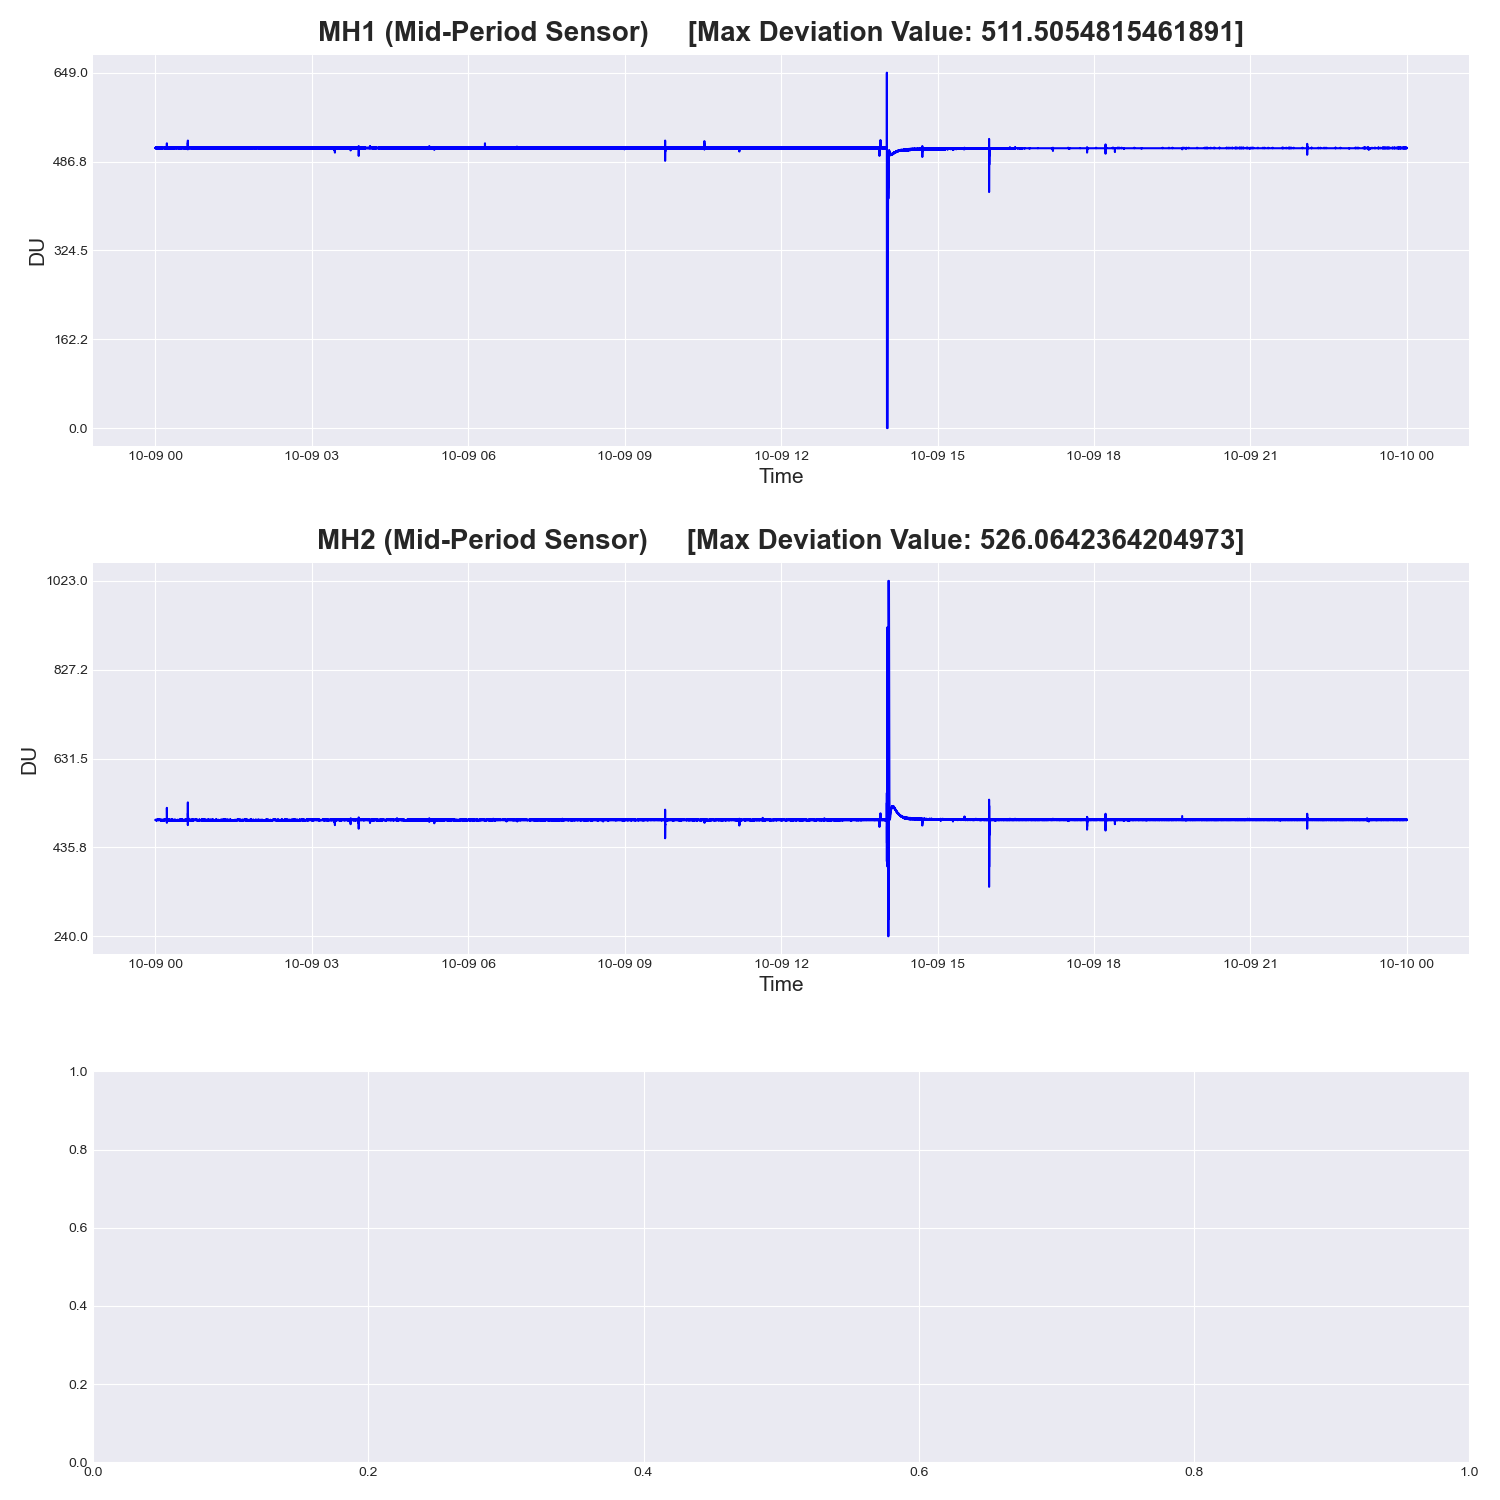 MH1 (Mid-Period Sensor) [Max Deviation Value: 511.5054815461891]
649.0
486.8
324.5
162.2
0.0
DU
10-09 00 10-09 03 10-09 06 10-09 09 10-09 12 10-09 15 10-09 18 10-09 21 10-10 00
Time
MH2 (Mid-Period Sensor) [Max Deviation Value: 526.0642364204973]
1023.0
827.2
631.5
435.8
240.0
DU
10-09 00 10-09 03 10-09 06 10-09 09 10-09 12 10-09 15 10-09 18 10-09 21 10-10 00
Time
1.0
0.8
0.6
0.4
0.2
0.0
0.0 0.2 0.4 0.6 0.8 1.0